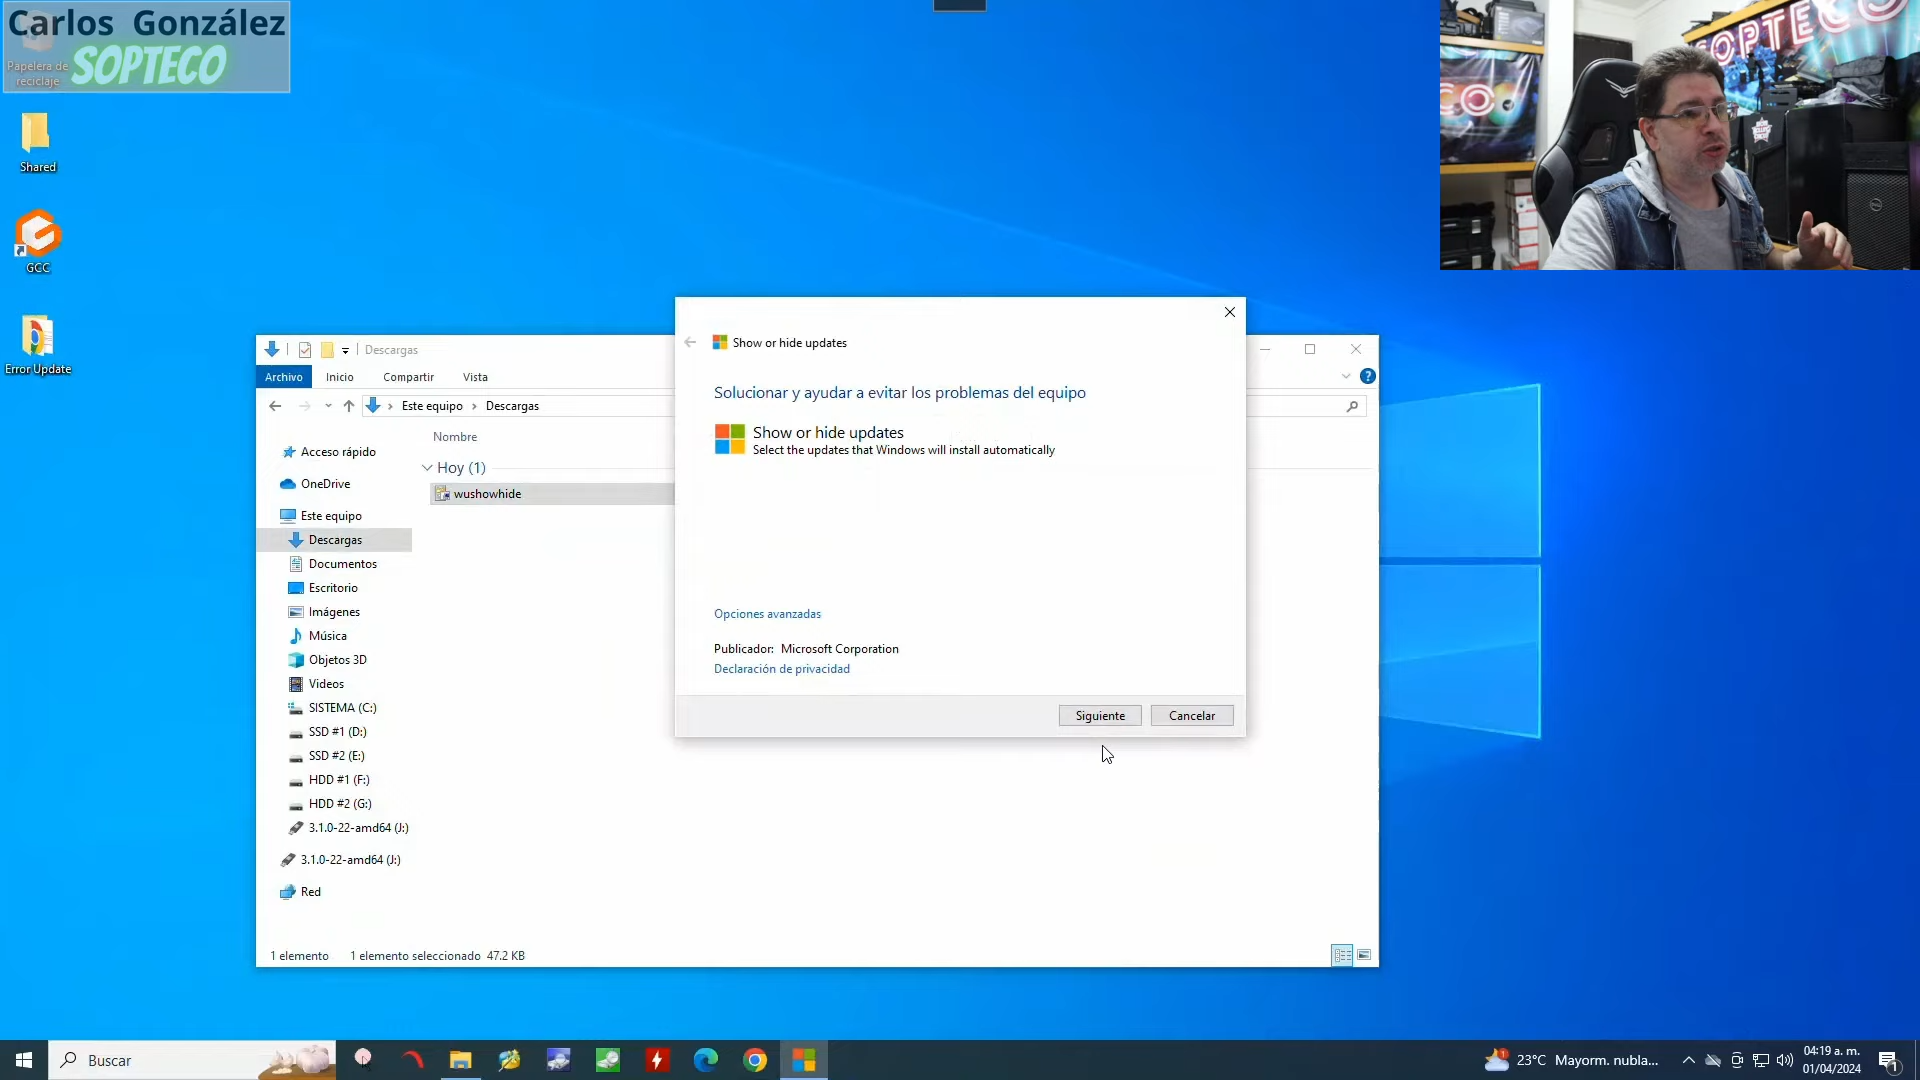 Carlos González
SOPTECO
Papelera de
reciclaje
Shared
GCC
Error Update
SOPTECO
CO
Descargas
Archivo
Inicio
Compartir
Vista
Este equipo
Descargas
Nombre
Acceso rápido
OneDrive
Este equipo
Descargas
Documentos
Escritorio
Imágenes
Música
Objetos 3D
Videos
SISTEMA (C:)
SSD #1 (D:)
SSD #2 (E:)
HDD #1 (F:)
HDD #2 (G:)
3.1.0-22-amd64 (J:)
3.1.0-22-amd64 (J:)
Red
Hoy (1)
wushowhide
1 elemento
1 elemento seleccionado 47.2 KB
Show or hide updates
Solucionar y ayudar a evitar los problemas del equipo
Show or hide updates
Select the updates that Windows will install automatically
Opciones avanzadas
Publicador: Microsoft Corporation
Declaración de privacidad
Siguiente
Cancelar
Buscar
23°C Mayorm. nubla...
04:19 a. m.
01/04/2024
1